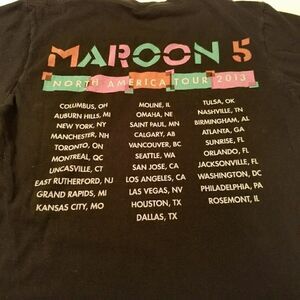 MAROON 5
NORTH AMERICA TOUR 2013
COLUMBUS, OH
AUBURN HILLS, MI
NEW YORK, NY
MANCHESTER, NH
TORONTO, ON
MONTREAL, QC
UNCASVILLE, CT
EAST RUTHERFORD, NJ
GRAND RAPIDS, MI
KANSAS CITY, MO
MOLINE, IL
OMAHA, NE
SAINT PAUL, MN
CALGARY, AB
VANCOUVER, BC
SEATTLE, WA
SAN JOSE, CA
LOS ANGELES, CA
LAS VEGAS, NV
HOUSTON, TX
DALLAS, TX
TULSA, OK
NASHVILLE, TN
BIRMINGHAM, AL
ATLANTA, GA
SUNRISE, FL
ORLANDO, FL
JACKSONVILLE, FL
WASHINGTON, DC
PHILADELPHIA, PA
ROSEMONT, IL